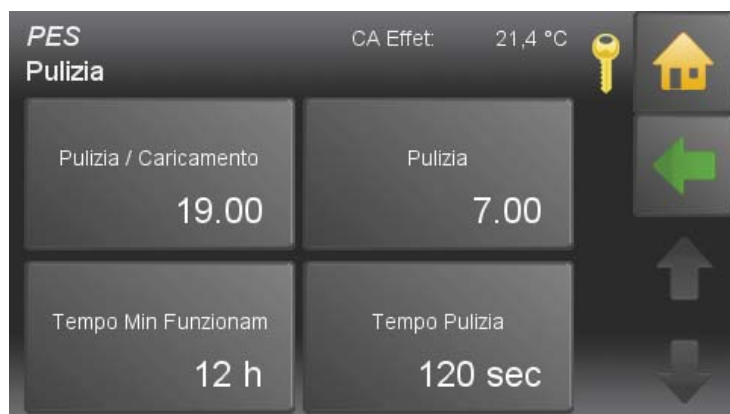 PES
CA Effet: 21,4 °C
Pulizia
Pulizia / Caricamento
19.00
Pulizia
7.00
Tempo Min Funzionam
12 h
Tempo Pulizia
120 sec